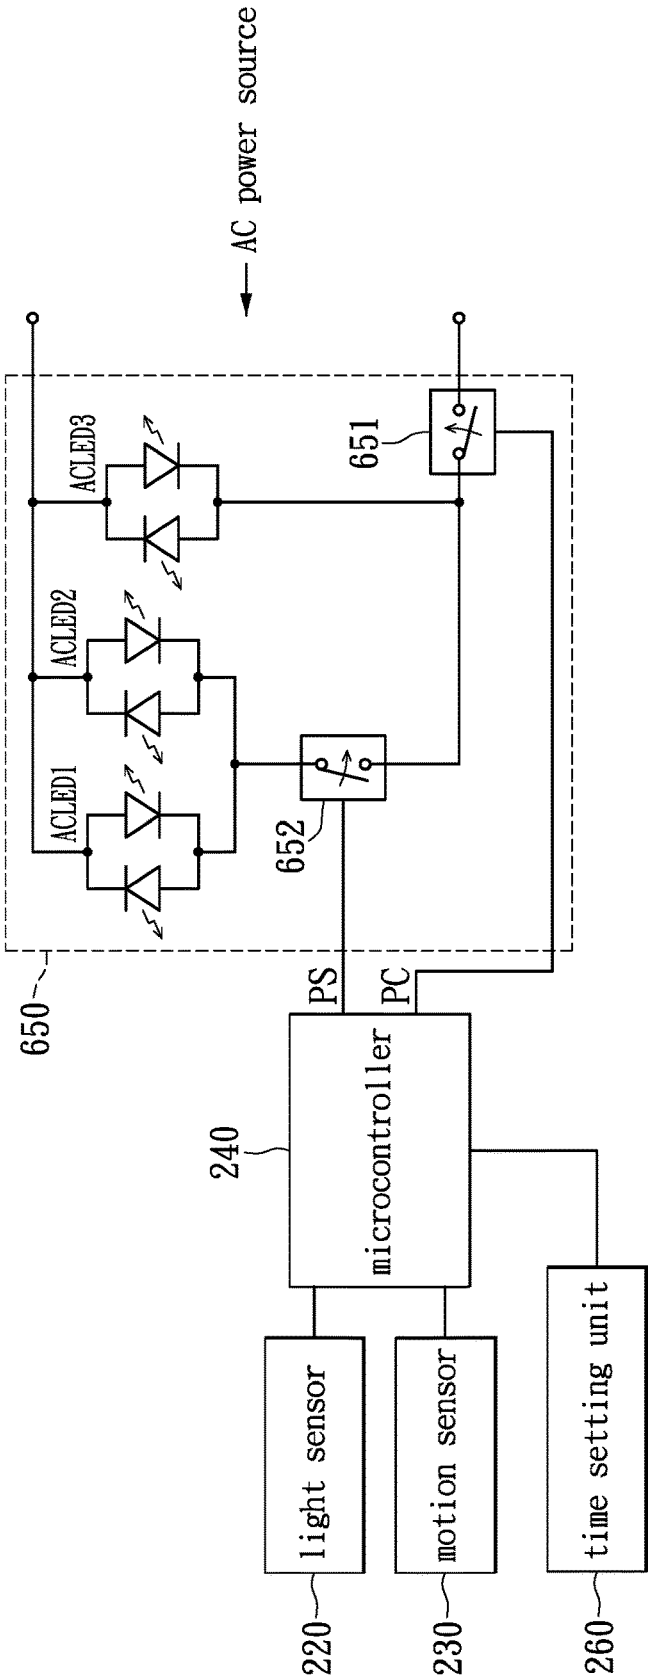 220
light sensor
230
motion sensor
260
time setting unit
240
microcontroller
PS
PC
650
ACLED1
ACLED2
ACLED3
652
651
AC power source